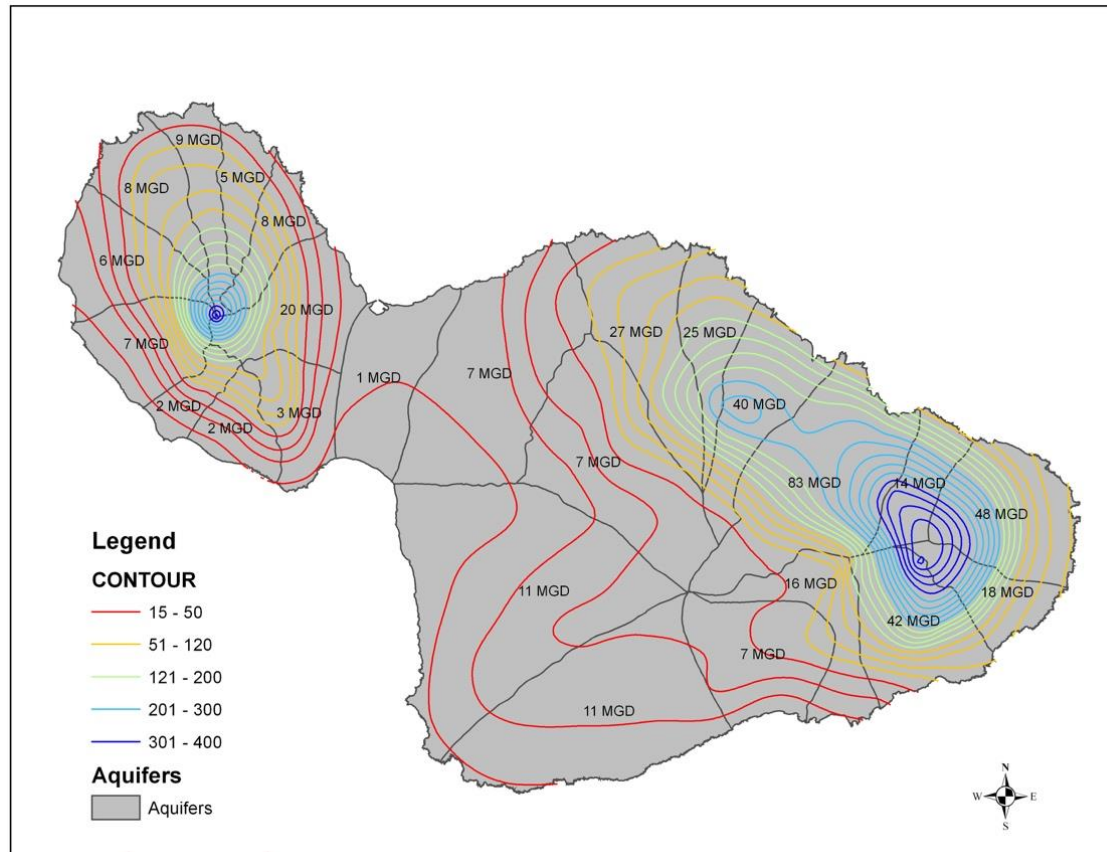 9 MGD
5 MGD
8 MGD
8 MGD
6 MGD
20 MGD
7 MGD
2 MGD
2 MGD
3 MGD
1 MGD
7 MGD
27 MGD
25 MGD
40 MGD
7 MGD
83 MGD
14 MGD
48 MGD
11 MGD
16 MGD
18 MGD
42 MGD
7 MGD
11 MGD
Legend
CONTOUR
15 - 50
51 - 120
121 - 200
201 - 300
301 - 400
Aquifers
Aquifers
N
W E
S